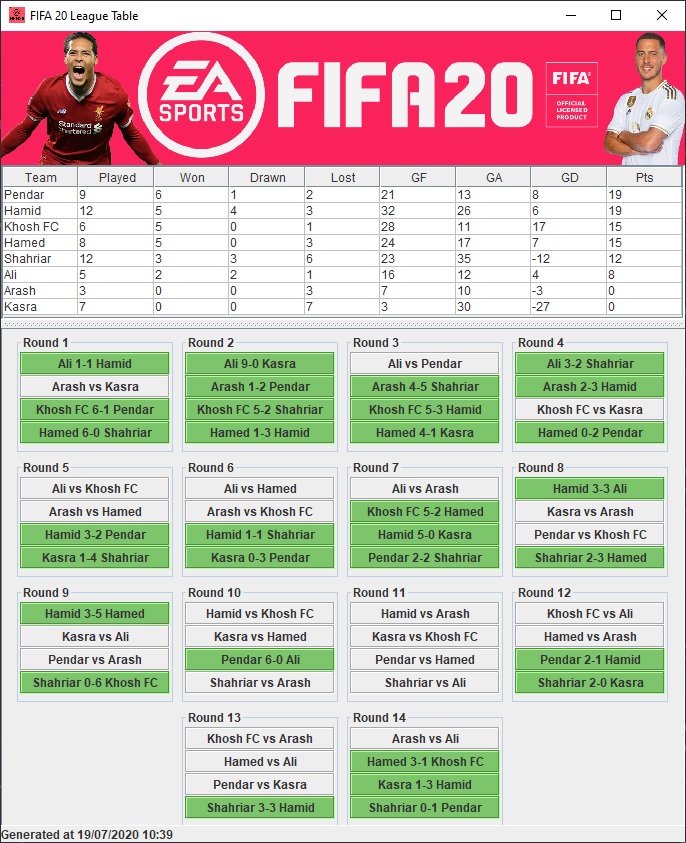 FIFA 20 League Table
EA SPORTS FIFA20 FIFA OFFICIAL LICENSED PRODUCT
Standard Chartered
Team Played Won Drawn Lost GF GA GD Pts
Pendar 9 6 1 2 21 13 8 19
Hamid 12 5 4 3 32 26 6 19
Khosh FC 6 5 0 1 28 11 17 15
Hamed 8 5 0 3 24 17 7 15
Shahriar 12 3 3 6 23 35 -12 12
Ali 5 2 2 1 16 12 4 8
Arash 3 0 0 3 7 10 -3 0
Kasra 7 0 0 7 3 30 -27 0
Round 1
Ali 1-1 Hamid
Arash vs Kasra
Khosh FC 6-1 Pendar
Hamed 6-0 Shahriar
Round 2
Ali 9-0 Kasra
Arash 1-2 Pendar
Khosh FC 5-2 Shahriar
Hamed 1-3 Hamid
Round 3
Ali vs Pendar
Arash 4-5 Shahriar
Khosh FC 5-3 Hamid
Hamed 4-1 Kasra
Round 4
Ali 3-2 Shahriar
Arash 2-3 Hamid
Khosh FC vs Kasra
Hamed 0-2 Pendar
Round 5
Ali vs Khosh FC
Arash vs Hamed
Hamid 3-2 Pendar
Kasra 1-4 Shahriar
Round 6
Ali vs Hamed
Arash vs Khosh FC
Hamid 1-1 Shahriar
Kasra 0-3 Pendar
Round 7
Ali vs Arash
Khosh FC 5-2 Hamed
Hamid 5-0 Kasra
Pendar 2-2 Shahriar
Round 8
Hamid 3-3 Ali
Kasra vs Arash
Pendar vs Khosh FC
Shahriar 2-3 Hamed
Round 9
Hamid 3-5 Hamed
Kasra vs Ali
Pendar vs Arash
Shahriar 0-6 Khosh FC
Round 10
Hamid vs Khosh FC
Kasra vs Hamed
Pendar 6-0 Ali
Shahriar vs Arash
Round 11
Hamid vs Arash
Kasra vs Khosh FC
Pendar vs Hamed
Shahriar vs Ali
Round 12
Khosh FC vs Ali
Hamed vs Arash
Pendar 2-1 Hamid
Shahriar 2-0 Kasra
Round 13
Khosh FC vs Arash
Hamed vs Ali
Pendar vs Kasra
Shahriar 3-3 Hamid
Round 14
Arash vs Ali
Hamed 3-1 Khosh FC
Kasra 1-3 Hamid
Shahriar 0-1 Pendar
Generated at 19/07/2020 10:39